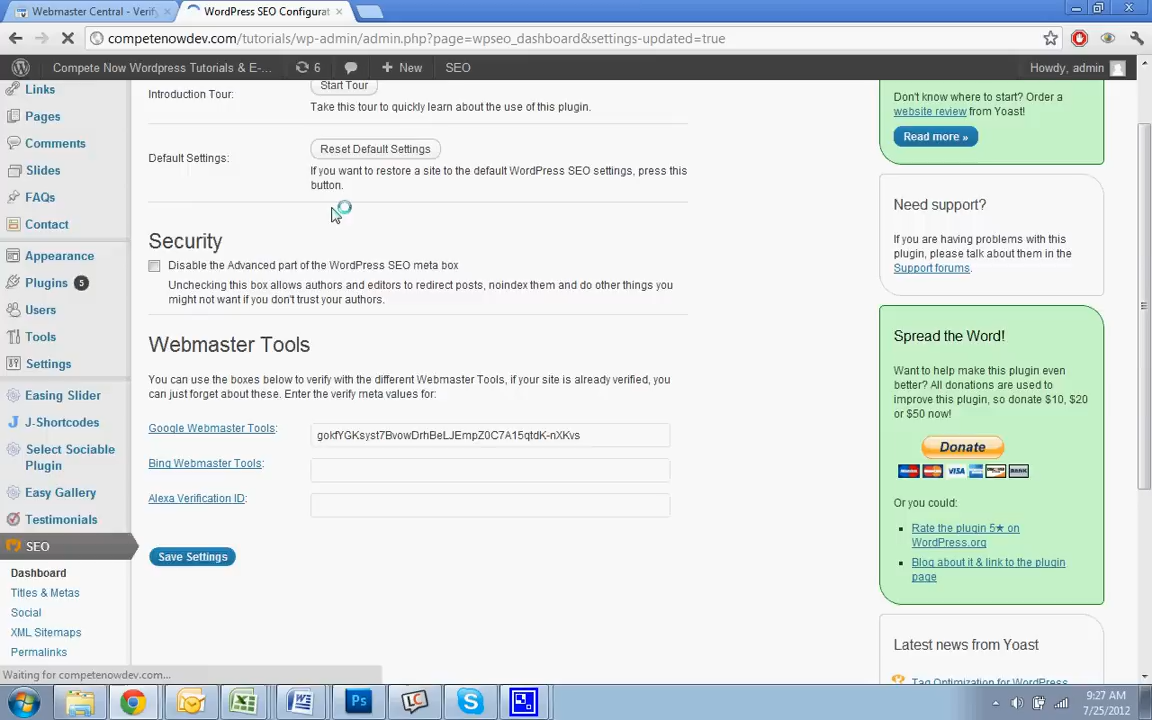 Webmaster Central - Verify
WordPress SEO Configurat
competenowdev.com/tutorials/wp-admin/admin.php?page=wpseo_dashboard&settings-updated=true
Compete Now Wordpress Tutorials & E-... 6 New SEO Howdy, admin
Links
Pages
Comments
Slides
FAQs
Contact
Appearance
Plugins 5
Users
Tools
Settings
Easing Slider
J-Shortcodes
Select Sociable
Plugin
Easy Gallery
Testimonials
SEO
Dashboard
Titles & Metas
Social
XML Sitemaps
Permalinks
Introduction Tour:
Start Tour
Take this tour to quickly learn about the use of this plugin.
Default Settings:
Reset Default Settings
If you want to restore a site to the default WordPress SEO settings, press this
button.
Security
Disable the Advanced part of the WordPress SEO meta box
Unchecking this box allows authors and editors to redirect posts, noindex them and do other things you
might not want if you don't trust your authors.
Webmaster Tools
You can use the boxes below to verify with the different Webmaster Tools, if your site is already verified, you
can just forget about these. Enter the verify meta values for:
Google Webmaster Tools:
gokfYGKsyst7BvowDrhBeLJEmpZ0C7A15qtdK-nXKvs
Bing Webmaster Tools:
Alexa Verification ID:
Save Settings
Don't know where to start? Order a
website review from Yoast!
Read more »
Need support?
If you are having problems with this
plugin, please talk about them in the
Support forums.
Spread the Word!
Want to help make this plugin even
better? All donations are used to
improve this plugin, so donate $10, $20
or $50 now!
Donate
VISA
BANK
Or you could:
Rate the plugin 5★ on
WordPress.org
Blog about it & link to the plugin
page
Latest news from Yoast
Tag Optimization for WordPress
Waiting for competenowdev.com...
9:27 AM
7/25/2012